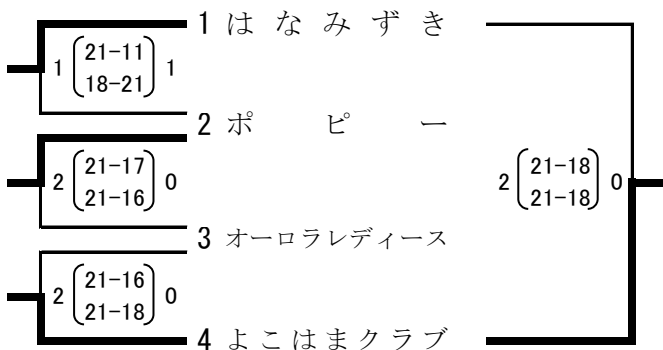 1 はなみずき
1 21-11 1
18-21
2 ポピー
2 21-17 0
21-16
2 21-18 0
21-18
3 オーロラレディース
2 21-16 0
21-18
4 よこはまクラブ